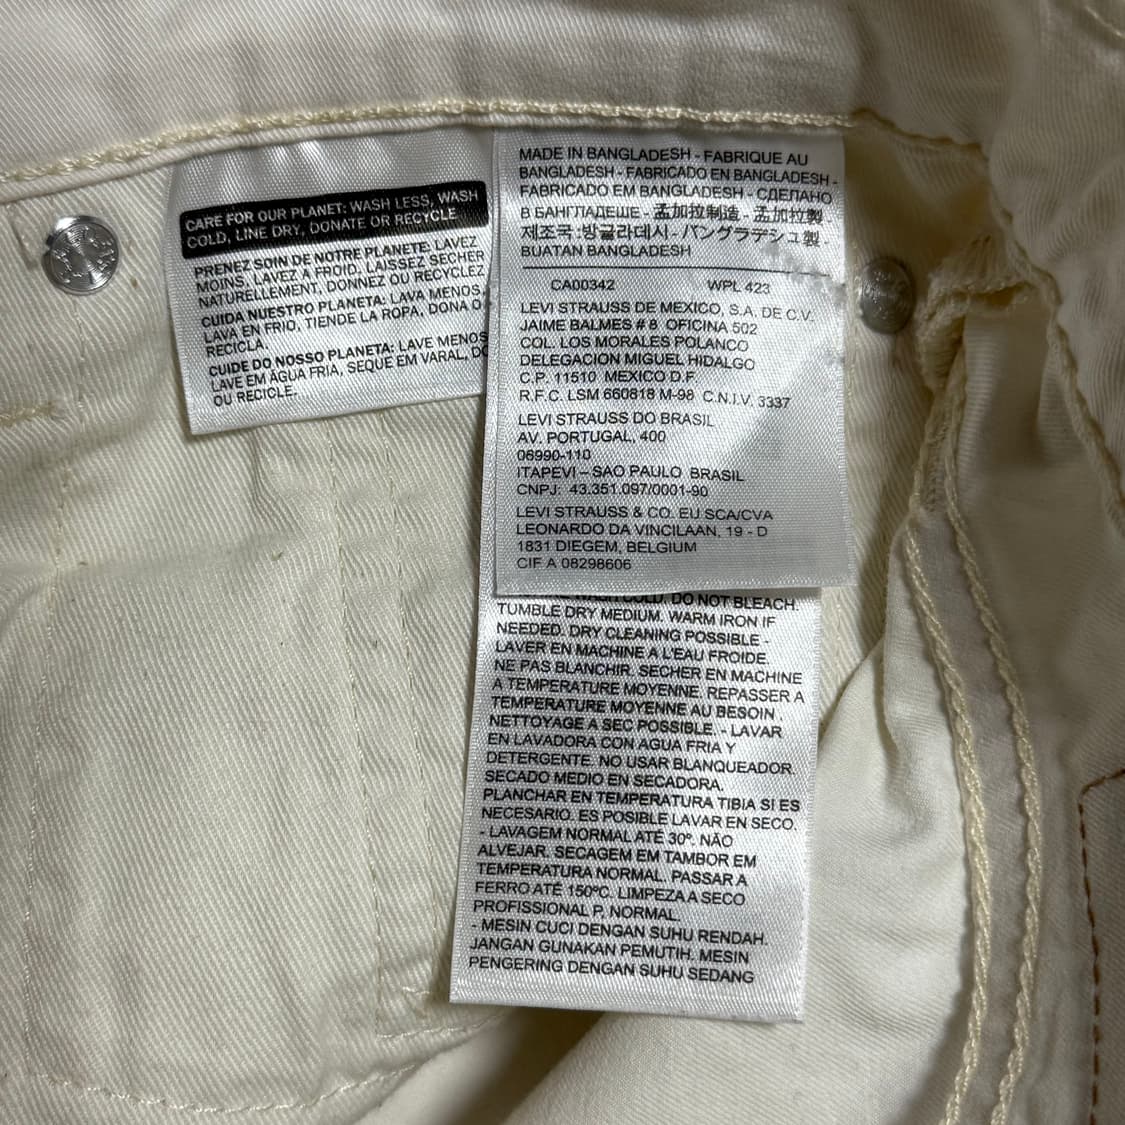 CARE FOR OUR PLANET: WASH LESS, WASH
COLD, LINE DRY, DONATE OR RECYCLE
PRENEZ SOIN DE NOTRE PLANETE: LAVEZ
MOINS, LAVEZ A FROID, LAISSEZ SECHER
NATURELLEMENT, DONNEZ OU RECYCLEZ
CUIDA NUESTRO PLANETA: LAVA MENOS,
LAVA EN FRIO, TIENDE LA ROPA, DONA O
RECICLA.
CUIDE DO NOSSO PLANETA: LAVE MENOS
LAVE EM ÁGUA FRIA, SEQUE EM VARAL,
OU RECICLE.
MADE IN BANGLADESH - FABRIQUE AU
BANGLADESH - FABRICADO EN BANGLADESH -
FABRICADO EM BANGLADESH - СДЕЛАНО
В БАНГЛАДЕШЕ - 孟加拉制造 - 孟加拉製 -
제조국 :방글라데시 - バングラデシュ製 -
BUATAN BANGLADESH
CA00342 WPL 423
LEVI STRAUSS DE MEXICO, S.A. DE C.V.
JAIME BALMES # 8 OFICINA 502
COL. LOS MORALES POLANCO
DELEGACION MIGUEL HIDALGO
C.P. 11510 MEXICO D.F.
R.F.C. LSM 660818 M-98 C.N.I.V. 3337
LEVI STRAUSS DO BRASIL
AV. PORTUGAL, 400
06990-110
ITAPEVI – SAO PAULO BRASIL
CNPJ: 43.351.097/0001-90
LEVI STRAUSS & CO. EU SCA/CVA
LEONARDO DA VINCILAAN, 19 - D
1831 DIEGEM, BELGIUM
CIF A 08298606
WASH COLD. DO NOT BLEACH.
TUMBLE DRY MEDIUM. WARM IRON IF
NEEDED. DRY CLEANING POSSIBLE -
LAVER EN MACHINE A L'EAU FROIDE.
NE PAS BLANCHIR. SECHER EN MACHINE
A TEMPERATURE MOYENNE. REPASSER A
TEMPERATURE MOYENNE AU BESOIN .
NETTOYAGE A SEC POSSIBLE. - LAVAR
EN LAVADORA CON AGUA FRIA Y
DETERGENTE. NO USAR BLANQUEADOR.
SECADO MEDIO EN SECADORA.
PLANCHAR EN TEMPERATURA TIBIA SI ES
NECESARIO. ES POSIBLE LAVAR EN SECO.
- LAVAGEM NORMAL ATÉ 30º. NÃO
ALVEJAR. SECAGEM EM TAMBOR EM
TEMPERATURA NORMAL. PASSAR A
FERRO ATÉ 150ºC. LIMPEZA A SECO
PROFISSIONAL P, NORMAL.
- MESIN CUCI DENGAN SUHU RENDAH.
JANGAN GUNAKAN PEMUTIH. MESIN
PENGERING DENGAN SUHU SEDANG